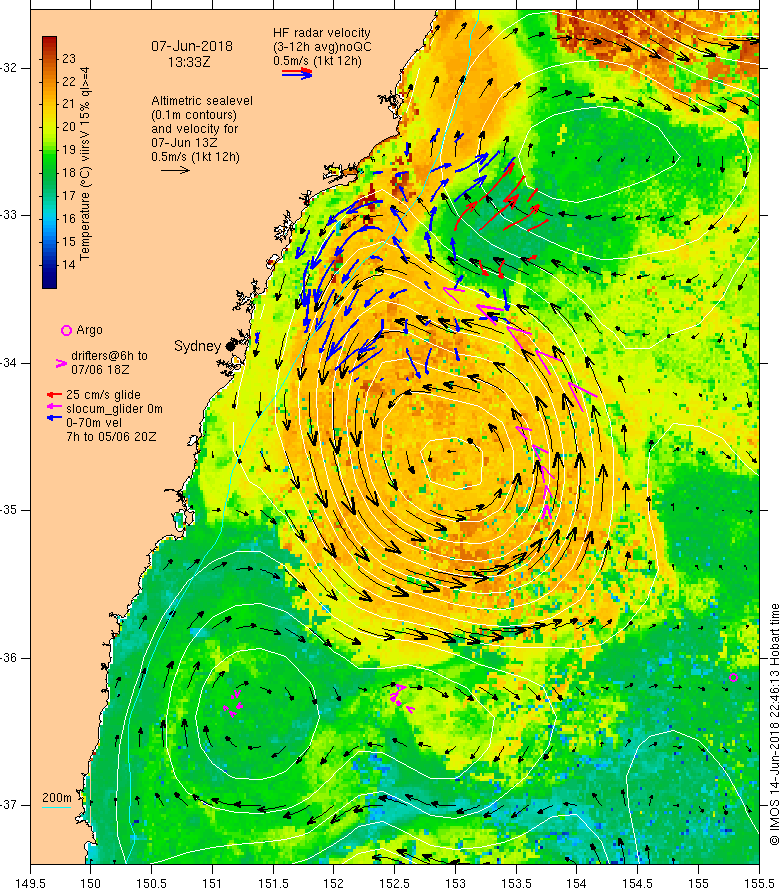 07-Jun-2018
13:33Z
HF radar velocity
(3-12h avg)noQC
0.5m/s (1kt 12h)
Altimetric sealevel
(0.1m contours)
and velocity for
07-Jun 13Z
0.5m/s (1kt 12h)
23
22
21
20
19
18
17
16
15
14
Temperature (°C) viirsV 15% ql>=4
Argo
drifters@6h to
07/06 18Z
25 cm/s glide
slocum_glider 0m
0-70m vel
7h to 05/06 20Z
Sydney
200m
-32
-33
-34
-35
-36
-37
149.5 150 150.5 151 151.5 152 152.5 153 153.5 154 154.5 155 155.5
© IMOS 14-Jun-2018 22:46:13 Hobart time